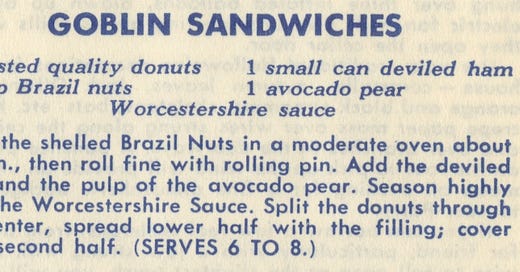 GOBLIN SANDWICHES
sted quality donuts 1 small can deviled ham
Brazil nuts 1 avocado pear
Worcestershire sauce
the shelled Brazil Nuts in a moderate oven about
n., then roll fine with rolling pin. Add the deviled
and the pulp of the avocado pear. Season highly
he Worcestershire Sauce. Split the donuts through
enter spread lower half with the filling; cover
second half. (SERVES 6 TO 8.)